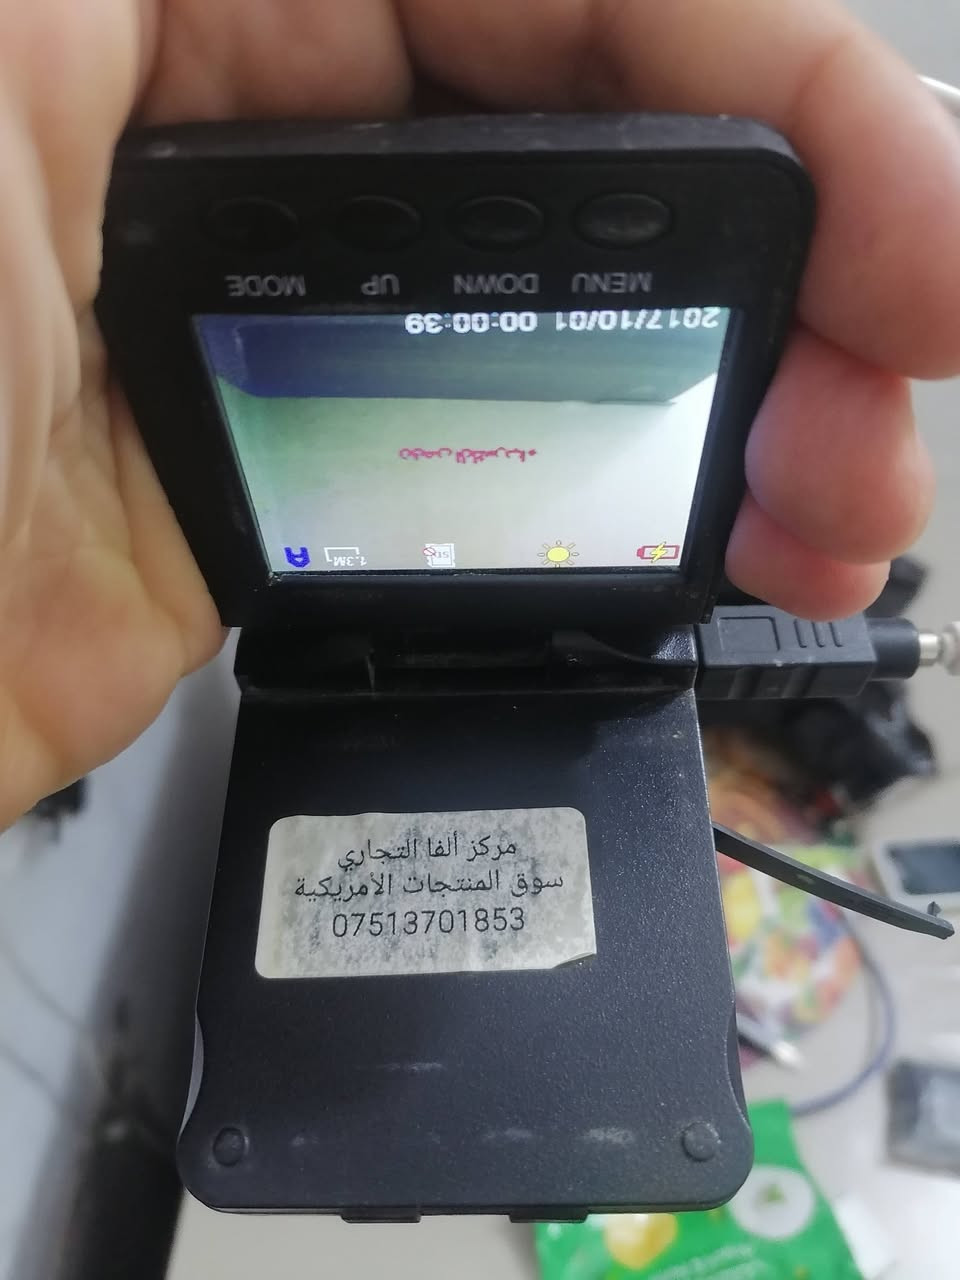 MODE UP DOWN MENU
2017/10/01 00:00:39
1.3M
مركز ألفا التجاري
سوق المنتجات الأمريكية
07513701853